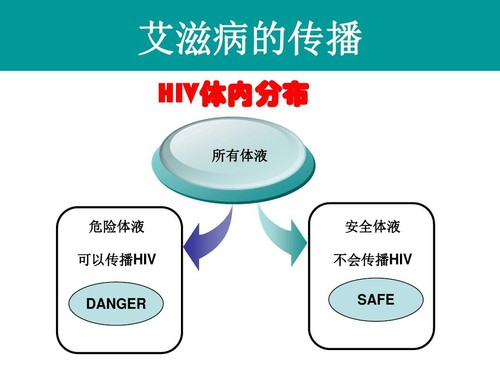 艾滋病的传播
HIV体内分布
所有体液
危险体液
可以传播HIV
DANGER
安全体液
不会传播HIV
SAFE